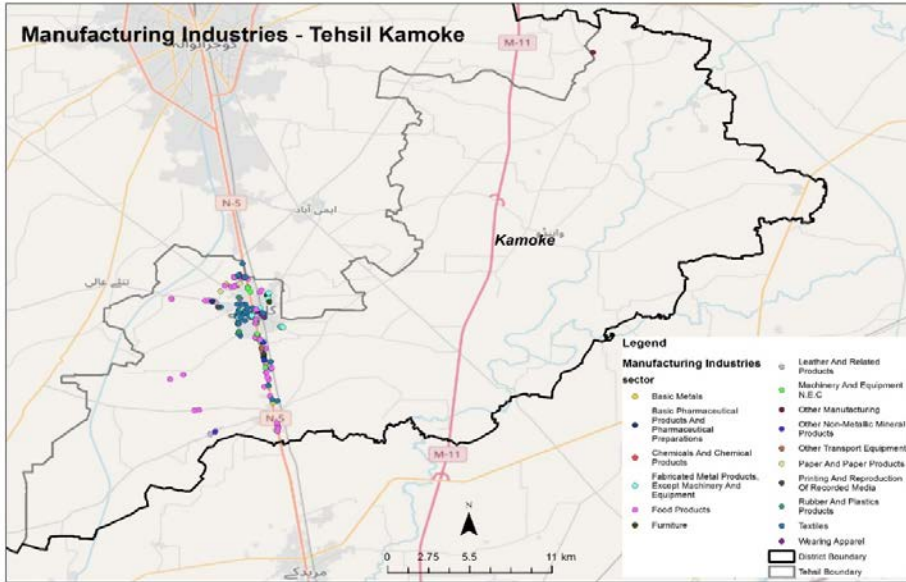 Manufacturing Industries - Tehsil Kamoke
گوجرانوالہ
M-11
N-5
ایمن آباد
Kamoke
واہنڈو
ننڈے عالی
N-5
M-11
مریدکے
N
0 2.75 5.5 11 km
Legend
Manufacturing Industries
sector
Basic Metals
Basic Pharmaceutical
Products And
Pharmaceutical
Preparations
Chemicals And Chemical
Products
Fabricated Metal Products,
Except Machinery And
Equipment
Food Products
Furniture
Leather And Related
Products
Machinery And Equipment
N.E.C
Other Manufacturing
Other Non-Metallic Mineral
Products
Other Transport Equipment
Paper And Paper Products
Printing And Reproduction
Of Recorded Media
Rubber And Plastics
Products
Textiles
Wearing Apparel
District Boundary
Tehsil Boundary